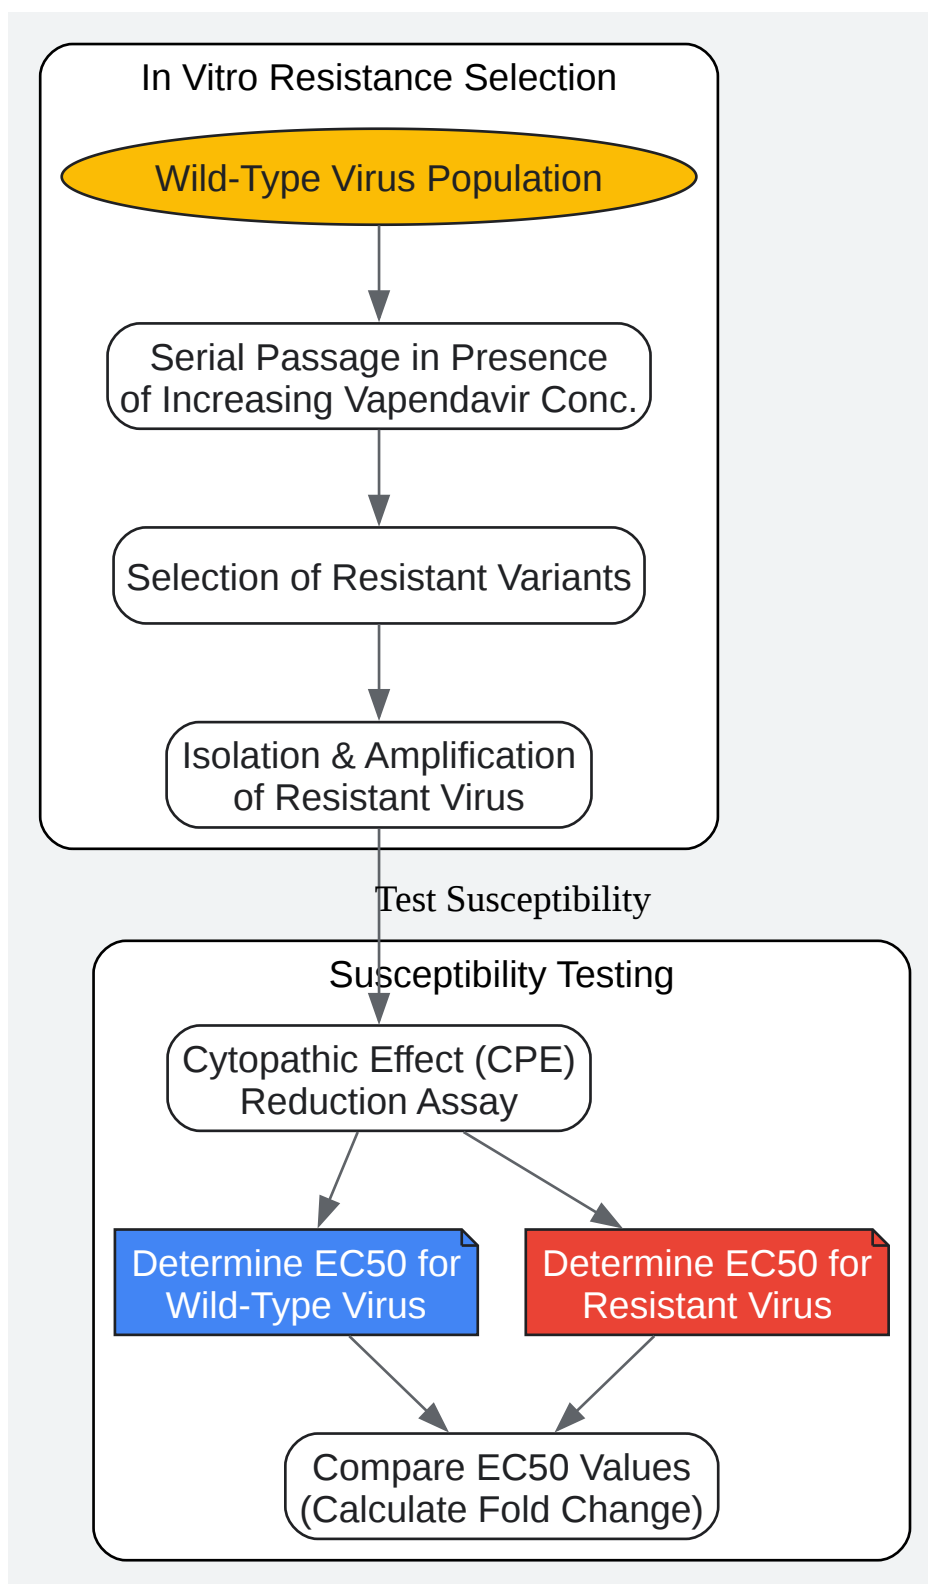 In Vitro Resistance Selection
Wild-Type Virus Population
Serial Passage in Presence
of Increasing Vapendavir Conc.
Selection of Resistant Variants
Isolation & Amplification
of Resistant Virus
Test Susceptibility
Susceptibility Testing
Cytopathic Effect (CPE)
Reduction Assay
Determine EC50 for
Wild-Type Virus
Determine EC50 for
Resistant Virus
Compare EC50 Values
(Calculate Fold Change)